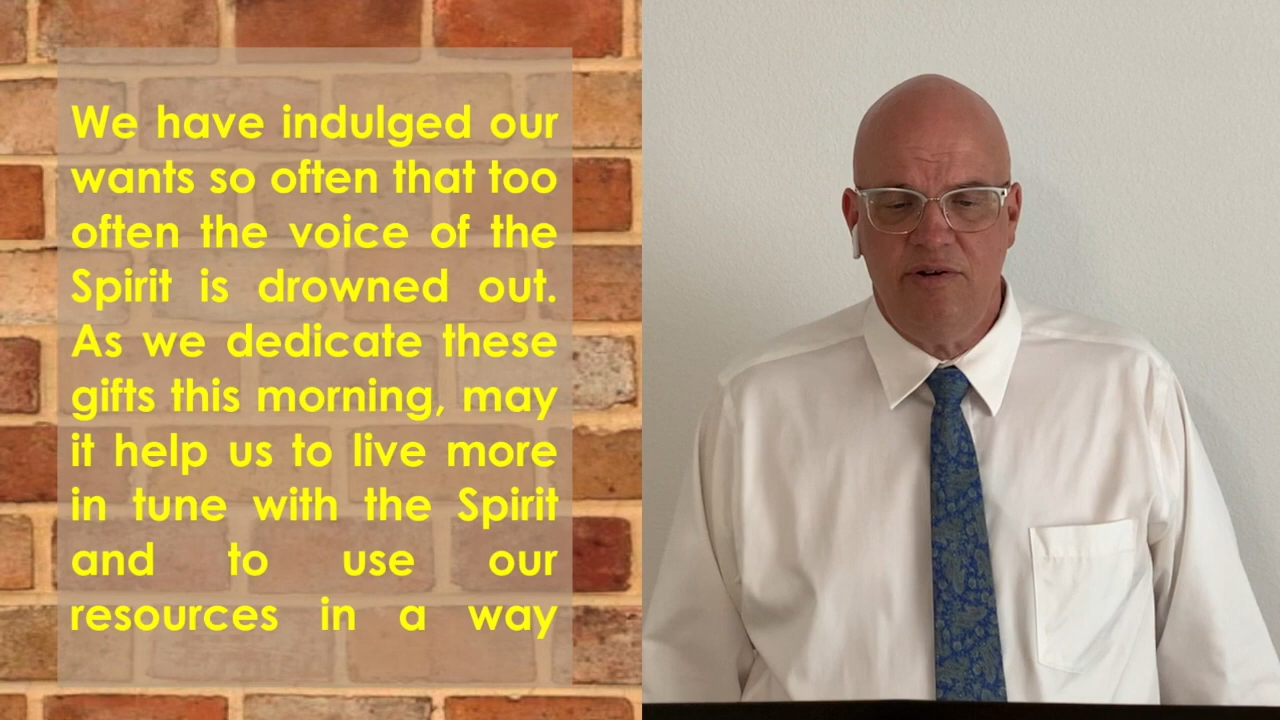 We have indulged our
wants so often that too
often the voice of the
Spirit is drowned out.
As we dedicate these
gifts this morning, may
it help us to live more
in tune with the Spirit
and to use our
resources in a way